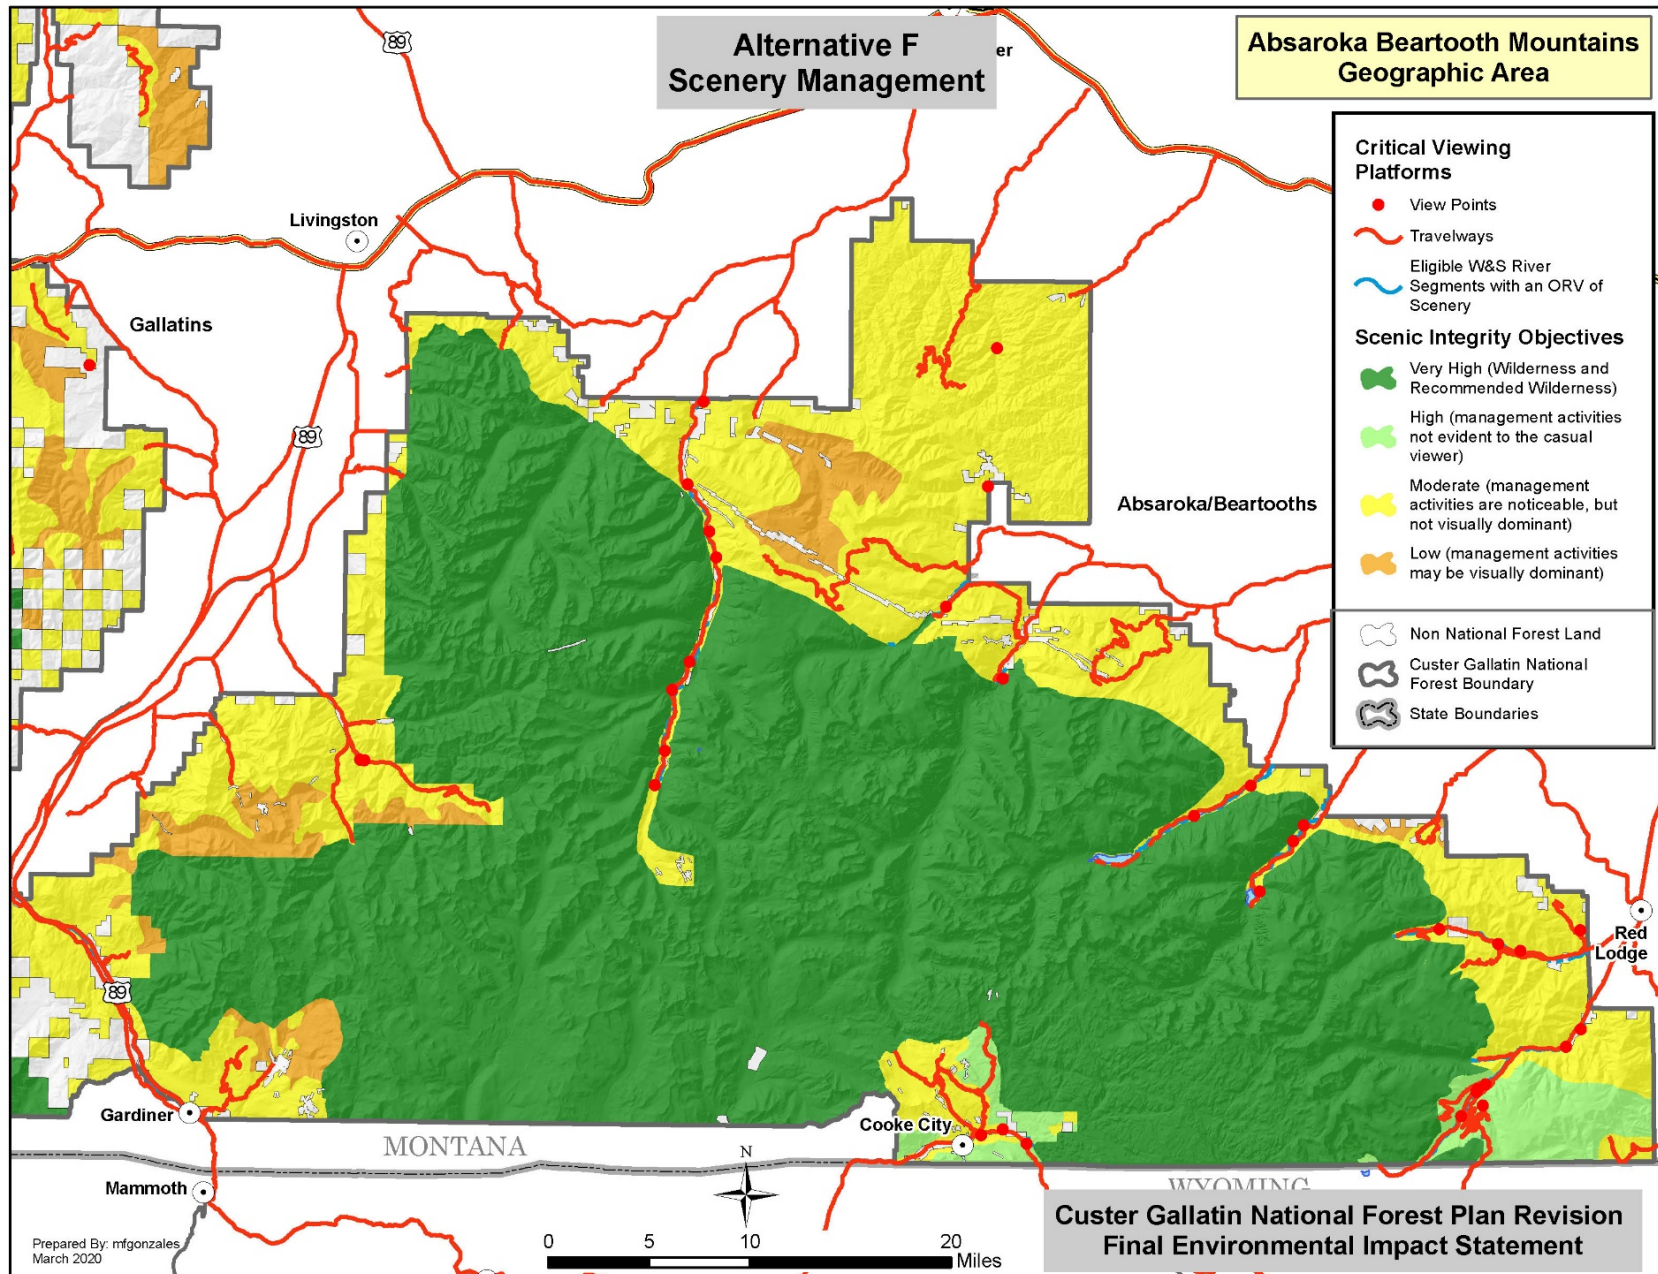 Alternative F
Scenery Management
er
Absaroka Beartooth Mountains
Geographic Area
89
Livingston
Gallatins
89
Absaroka/Beartooths
Critical Viewing
Platforms
View Points
Travelways
Eligible W&S River
Segments with an ORV of
Scenery
Scenic Integrity Objectives
Very High (Wilderness and
Recommended Wilderness)
High (management activities
not evident to the casual
viewer)
Moderate (management
activities are noticeable, but
not visually dominant)
Low (management activities
may be visually dominant)
Non National Forest Land
Custer Gallatin National
Forest Boundary
State Boundaries
Red
Lodge
89
Gardiner
Cooke City
MONTANA
N
Mammoth
WYOMING
Custer Gallatin National Forest Plan Revision
Final Environmental Impact Statement
Prepared By: mfgonzales
March 2020
0 5 10 20
Miles